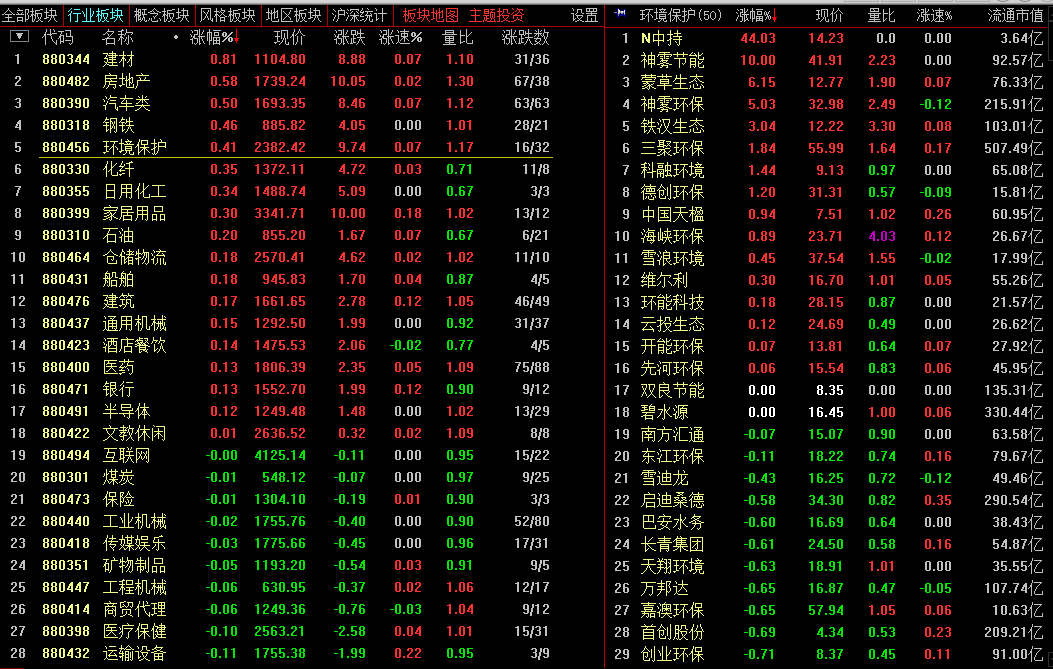 全部板块 行业板块 概念板块 风格板块 地区板块 沪深统计 板块地图 主题投资 设置
代码 名称 • 涨幅%↓ 现价 涨跌 涨速% 量比 涨跌数
1 880344 建材 0.81 1104.80 8.88 0.07 1.10 31/36
2 880482 房地产 0.58 1739.24 10.05 0.02 1.30 67/38
3 880390 汽车类 0.50 1693.35 8.46 0.07 1.12 63/63
4 880318 钢铁 0.46 885.82 4.05 0.00 1.01 28/21
5 880456 环境保护 0.41 2382.42 9.74 0.07 1.17 16/32
6 880330 化纤 0.35 1372.11 4.72 0.03 0.71 11/8
7 880355 日用化工 0.34 1488.74 5.09 0.00 0.67 3/3
8 880399 家居用品 0.30 3341.71 10.00 0.18 1.02 13/12
9 880310 石油 0.20 855.20 1.67 0.07 0.67 6/21
10 880464 仓储物流 0.18 2570.41 4.62 0.02 1.02 11/10
11 880431 船舶 0.18 945.83 1.70 0.04 0.87 4/5
12 880476 建筑 0.17 1661.65 2.78 0.12 1.05 46/49
13 880437 通用机械 0.15 1292.50 1.99 0.00 0.92 31/37
14 880423 酒店餐饮 0.14 1475.53 2.06 -0.02 0.77 4/5
15 880400 医药 0.13 1806.39 2.35 0.05 1.09 75/88
16 880471 银行 0.13 1552.70 1.99 0.12 0.90 9/12
17 880491 半导体 0.12 1249.48 1.48 0.00 1.02 13/29
18 880422 文教休闲 0.01 2636.52 0.32 0.02 1.09 8/8
19 880494 互联网 -0.00 4125.14 -0.11 0.00 0.95 15/22
20 880301 煤炭 -0.01 548.12 -0.07 0.00 0.97 9/25
21 880473 保险 -0.01 1304.10 -0.19 0.01 0.90 3/3
22 880440 工业机械 -0.02 1755.76 -0.40 0.00 0.90 52/80
23 880418 传媒娱乐 -0.03 1775.66 -0.45 0.00 0.96 17/31
24 880351 矿物制品 -0.05 1193.20 -0.54 0.03 0.91 9/5
25 880447 工程机械 -0.06 630.95 -0.37 0.02 1.06 12/17
26 880414 商贸代理 -0.06 1249.36 -0.76 -0.03 1.04 9/12
27 880398 医疗保健 -0.10 2563.21 -2.58 0.04 1.01 15/31
28 880432 运输设备 -0.11 1755.38 -1.99 0.22 0.95 3/9
环境保护(50) 涨幅%↓ 现价 量比 涨速% 流通市值
1 N中持 44.03 14.23 0.0 0.00 3.64亿
2 神雾节能 10.00 41.91 2.23 0.00 92.57亿
3 蒙草生态 6.15 12.77 1.90 0.07 76.33亿
4 神雾环保 5.03 32.98 2.49 -0.12 215.91亿
5 铁汉生态 3.04 12.22 3.30 0.08 103.01亿
6 三聚环保 1.84 55.99 1.64 0.17 507.49亿
7 科融环境 1.44 9.13 0.97 0.00 65.08亿
8 德创环保 1.20 31.31 0.57 -0.09 15.81亿
9 中国天楹 0.94 7.51 1.02 0.26 60.95亿
10 海峡环保 0.89 23.71 4.03 0.12 26.67亿
11 雪浪环境 0.45 37.54 1.55 -0.02 17.99亿
12 维尔利 0.30 16.70 1.01 0.05 55.26亿
13 环能科技 0.18 28.15 0.87 0.00 21.57亿
14 云投生态 0.12 24.69 0.49 0.00 26.62亿
15 开能环保 0.07 13.81 0.64 0.07 27.92亿
16 先河环保 0.06 15.54 0.83 0.06 45.95亿
17 双良节能 0.00 8.35 0.00 0.00 135.31亿
18 碧水源 0.00 16.45 1.00 0.06 330.44亿
19 南方汇通 -0.07 15.07 0.90 0.00 63.58亿
20 东江环保 -0.11 18.22 0.74 0.16 79.67亿
21 雪迪龙 -0.43 16.25 0.72 -0.12 49.46亿
22 启迪桑德 -0.58 34.30 0.82 0.35 290.54亿
23 巴安水务 -0.60 16.69 0.64 0.00 38.43亿
24 长青集团 -0.61 24.50 0.58 0.16 54.87亿
25 天翔环境 -0.63 18.91 1.01 0.00 35.55亿
26 万邦达 -0.65 16.87 0.47 -0.05 107.74亿
27 嘉澳环保 -0.65 57.94 1.05 0.06 10.63亿
28 首创股份 -0.69 4.34 0.53 0.23 209.21亿
29 创业环保 -0.71 8.37 0.45 0.11 91.00亿